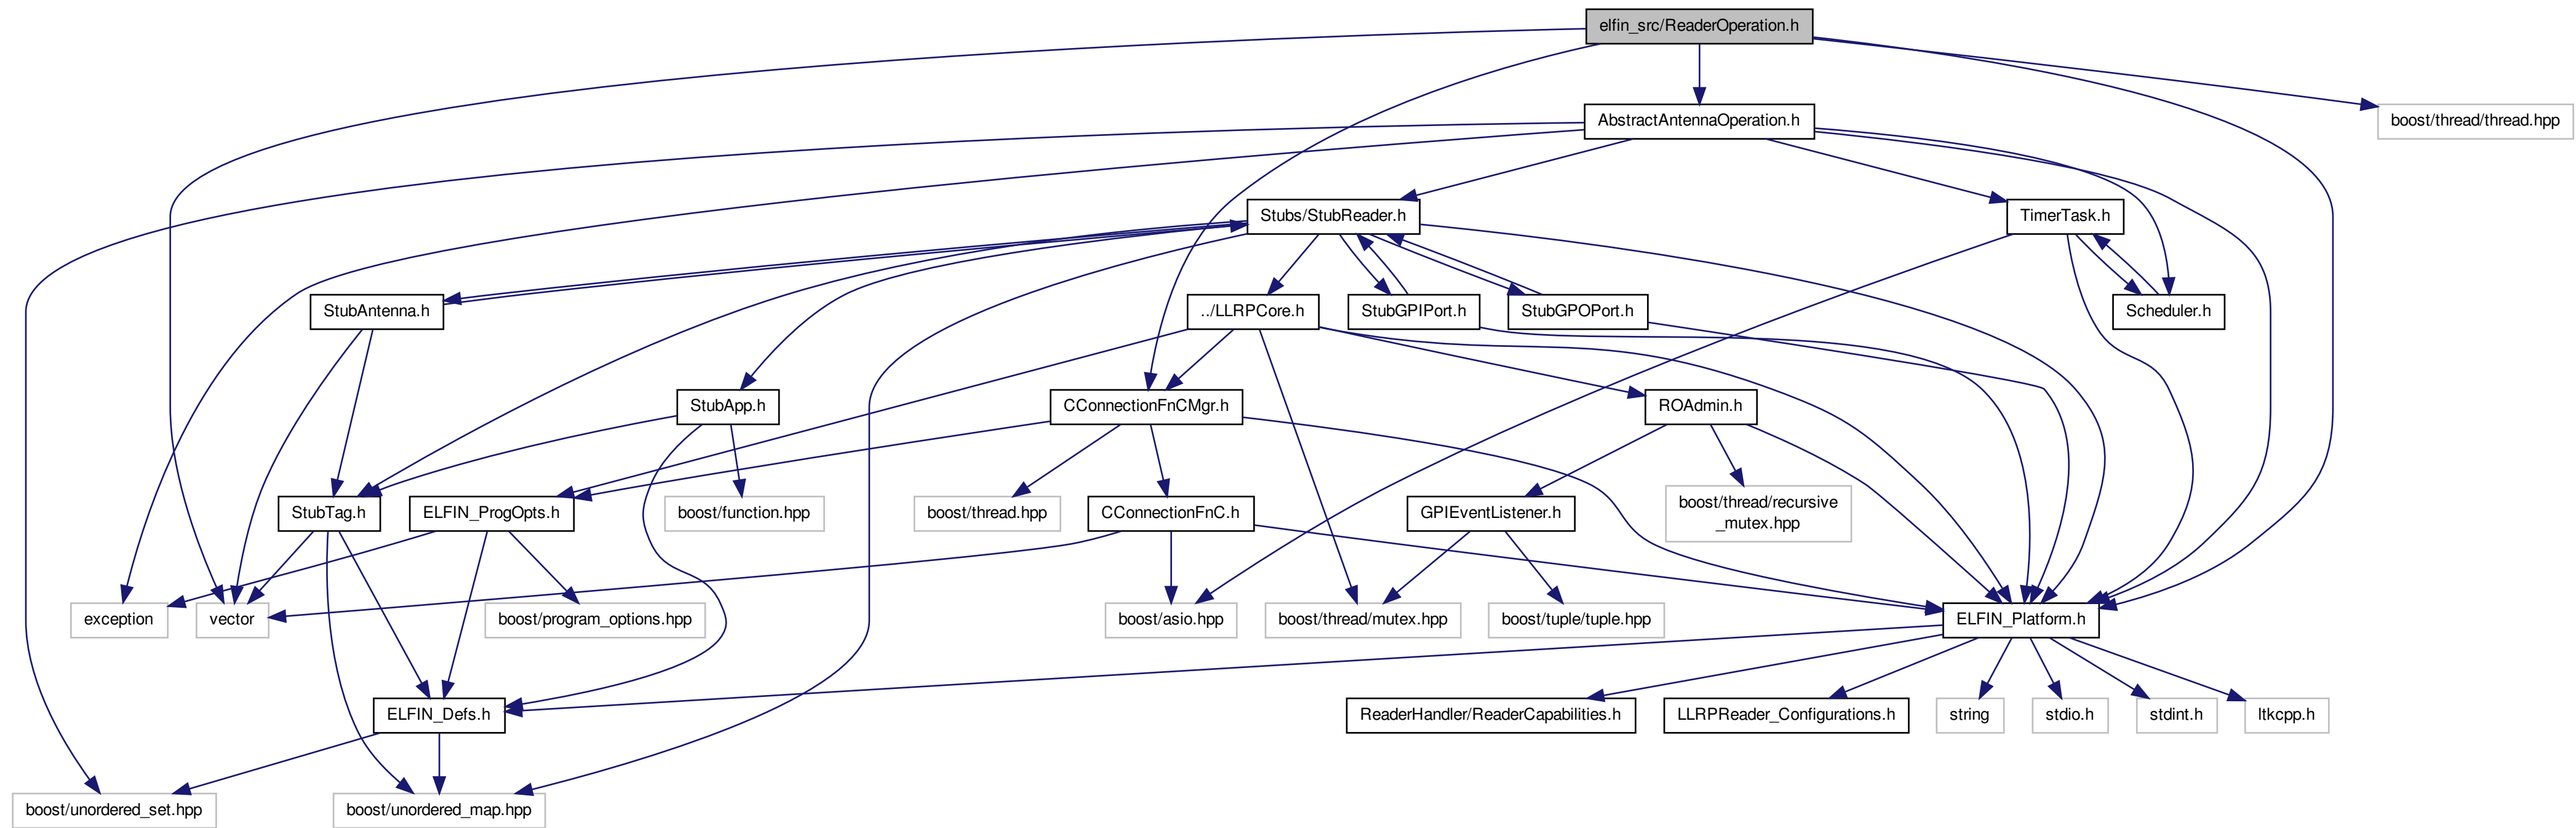 elfin_src/ReaderOperation.h
AbstractAntennaOperation.h
boost/thread/thread.hpp
Stubs/StubReader.h
TimerTask.h
StubAntenna.h
../LLRPCore.h
StubGPIPort.h
StubGPOPort.h
Scheduler.h
StubApp.h
CConnectionFnCMgr.h
ROAdmin.h
StubTag.h
ELFIN_ProgOpts.h
boost/function.hpp
boost/thread.hpp
CConnectionFnC.h
GPIEventListener.h
boost/thread/recursive
_mutex.hpp
exception
vector
boost/program_options.hpp
boost/asio.hpp
boost/thread/mutex.hpp
boost/tuple/tuple.hpp
ELFIN_Platform.h
ELFIN_Defs.h
ReaderHandler/ReaderCapabilities.h
LLRPReader_Configurations.h
string
stdio.h
stdint.h
ltkcpp.h
boost/unordered_set.hpp
boost/unordered_map.hpp